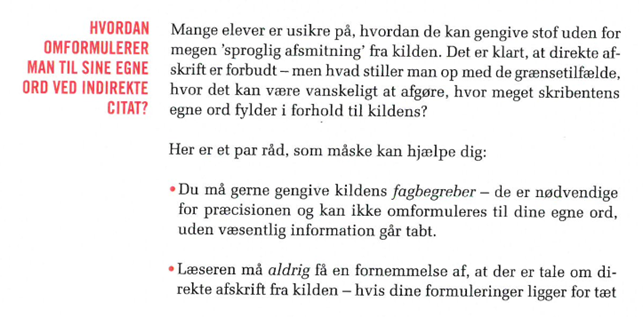 HVORDAN
OMFORMULERER
MAN TIL SINE EGNE
ORD VED INDIREKTE
CITAT?
Mange elever er usikre på, hvordan de kan gengive stof uden for
megen ’sproglig afsmitning’ fra kilden. Det er klart, at direkte af-
skrift er forbudt – men hvad stiller man op med de grænsetilfælde,
hvor det kan være vanskeligt at afgøre, hvor meget skribentens
egne ord fylder i forhold til kildens?
Her er et par råd, som måske kan hjælpe dig:
• Du må gerne gengive kildens fagbegreber – de er nødvendige
for præcisionen og kan ikke omformuleres til dine egne ord,
uden væsentlig information går tabt.
• Læseren må aldrig få en fornemmelse af, at der er tale om di-
rekte afskrift fra kilden – hvis dine formuleringer ligger for tæt